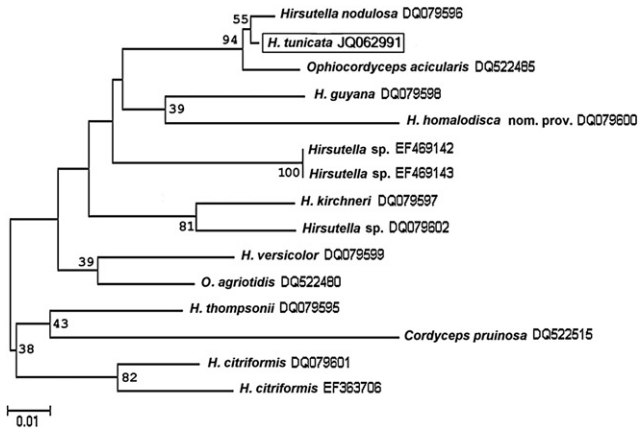 55
Hirsutella nodulosa DQ079596
94
H. tunicata JQ062991
Ophiocordyceps acicularis DQ522485
H. guyana DQ079598
39
H. homalodisca nom. prov. DQ079600
Hirsutella sp. EF469142
100
Hirsutella sp. EF469143
H. kirchneri DQ079597
81
Hirsutella sp. DQ079602
H. versicolor DQ079599
39
O. agriotidis DQ522480
H. thompsonii DQ079595
43
Cordyceps pruinosa DQ522515
38
H. citriformis DQ079601
82
H. citriformis EF363706
0.01